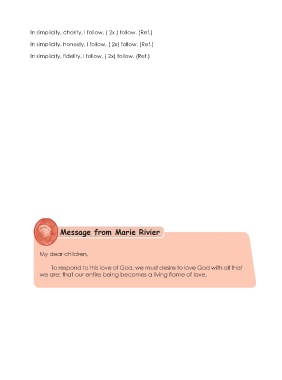 In simplicity, charity, I follow, ( 2x ) follow. (Ref.)
In simplicity, honesty, I follow, ( 2x) follow. (Ref.)
In simplicity, fidelity, I follow, ( 2x) follow. (Ref.)
Message from Marie Rivier
My dear children,
To respond to this love of God, we must desire to love God with all that
we are; that our entire being becomes a living flame of love.